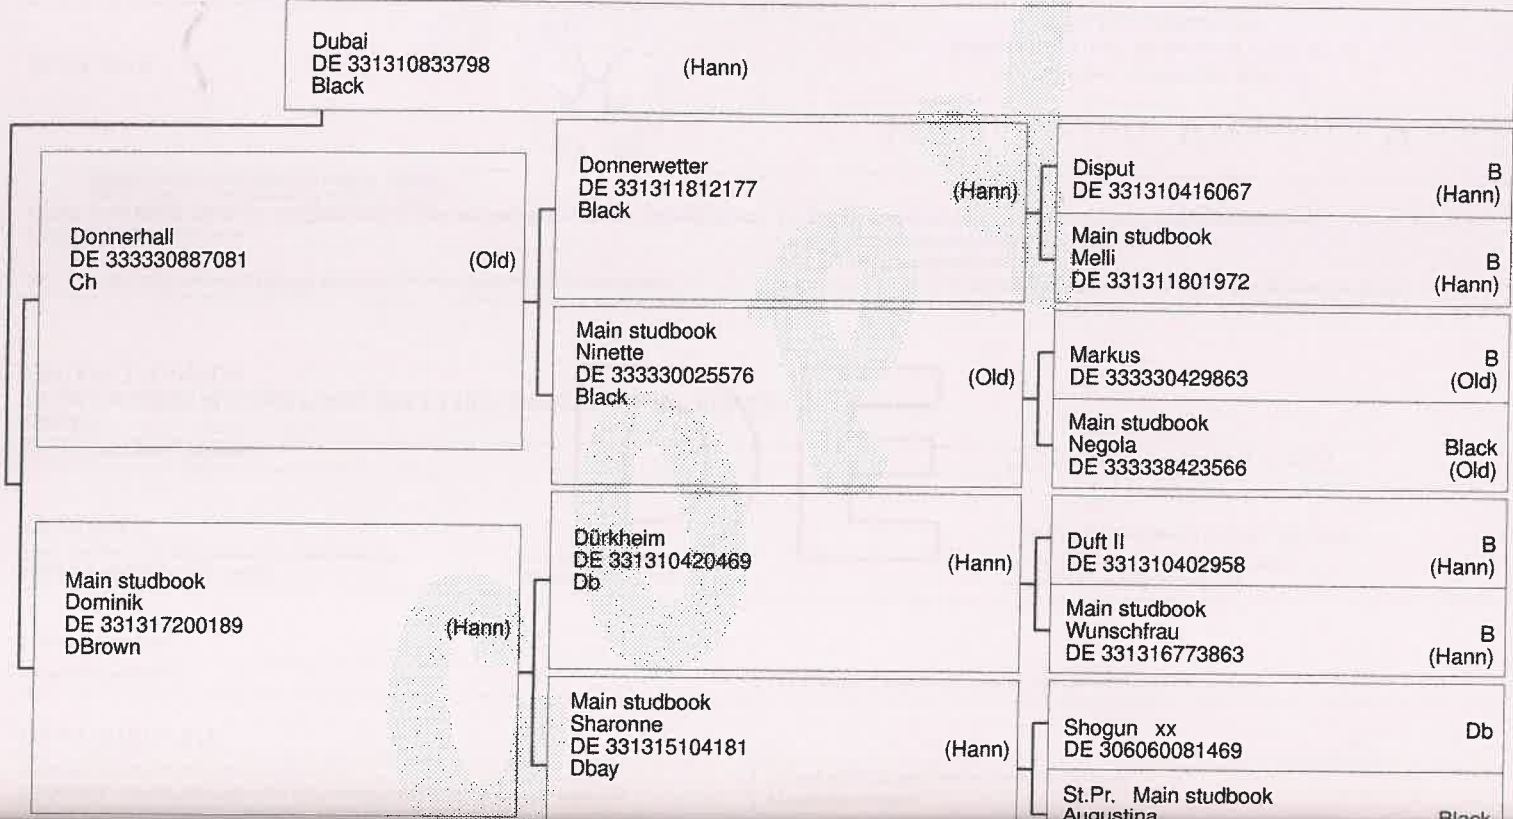 Dubai
DE 331310833798 (Hann)
Black
Donnerhall
DE 333330887081 (Old)
Ch
Main studbook
Dominik
DE 331317200189 (Hann)
DBrown
Donnerwetter
DE 331311812177 (Hann)
Black
Main studbook
Ninette
DE 333330025576 (Old)
Black
Dürkheim
DE 331310420469 (Hann)
Db
Main studbook
Sharonne
DE 331315104181 (Hann)
Dbay
Disput B
DE 331310416067 (Hann)
Main studbook
Melli B
DE 331311801972 (Hann)
Markus B
DE 333330429863 (Old)
Main studbook
Negola Black
DE 333338423566 (Old)
Duft II B
DE 331310402958 (Hann)
Main studbook
Wunschfrau B
DE 331316773863 (Hann)
Shogun xx Db
DE 306060081469
St.Pr. Main studbook
Augustina Black